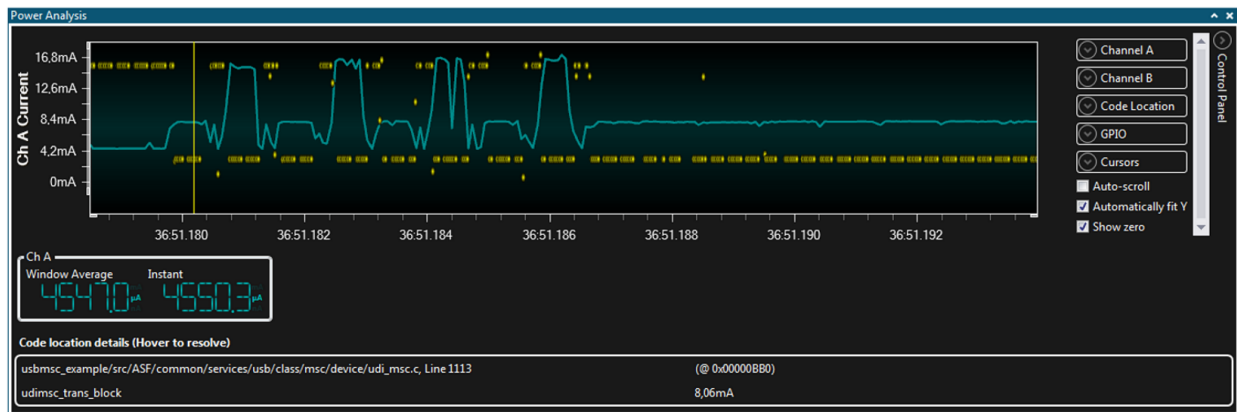 Power Analysis
Ch A Current
16,8mA
12,6mA
8,4mA
4,2mA
0mA
36:51.180
36:51.182
36:51.184
36:51.186
36:51.188
36:51.190
36:51.192
Channel A
Channel B
Code Location
GPIO
Cursors
Auto-scroll
Automatically fit Y
Show zero
Control Panel
Ch A
Window Average Instant
4547.0 µA 4550.3 µA
Code location details (Hover to resolve)
usbmsc_example/src/ASF/common/services/usb/class/msc/device/udi_msc.c, Line 1113 (@ 0x00000BB0)
udimsc_trans_block 8,06mA